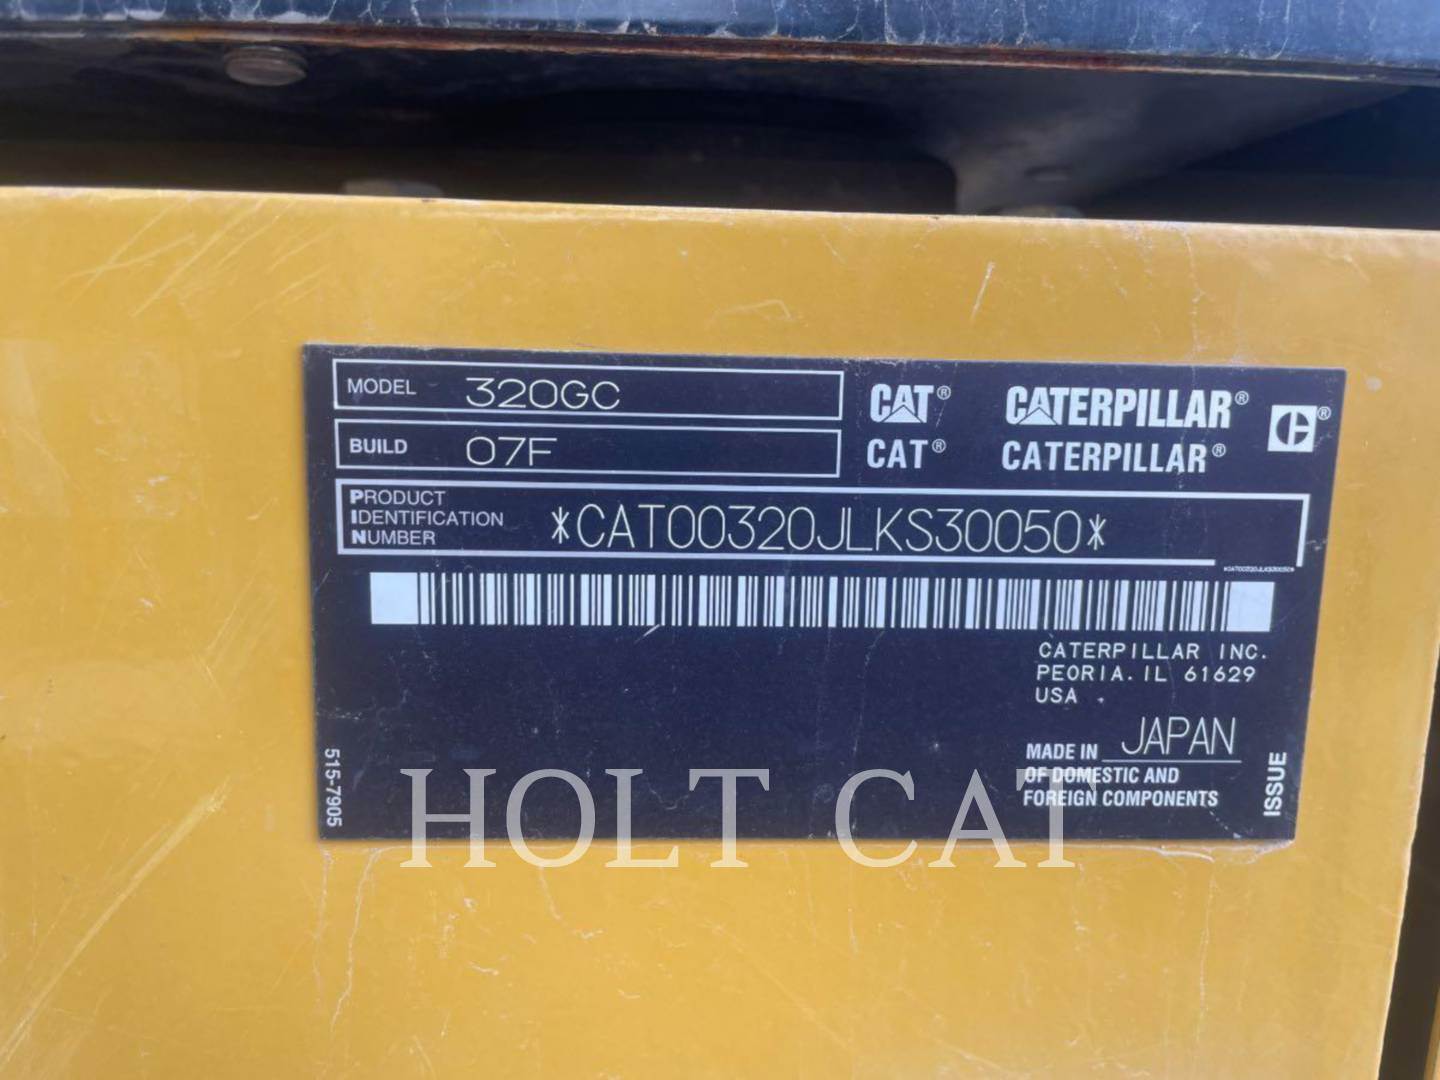 MODEL 320GC
BUILD 07F
CAT® CATERPILLAR®
CAT® CATERPILLAR®
C®
PRODUCT
IDENTIFICATION
NUMBER
*CAT00320JLKS30050*
*CAT00320JLKS30050*
CATERPILLAR INC.
PEORIA. IL 61629
USA
MADE IN JAPAN
OF DOMESTIC AND
FOREIGN COMPONENTS
ISSUE
515-7905
HOLT CAT